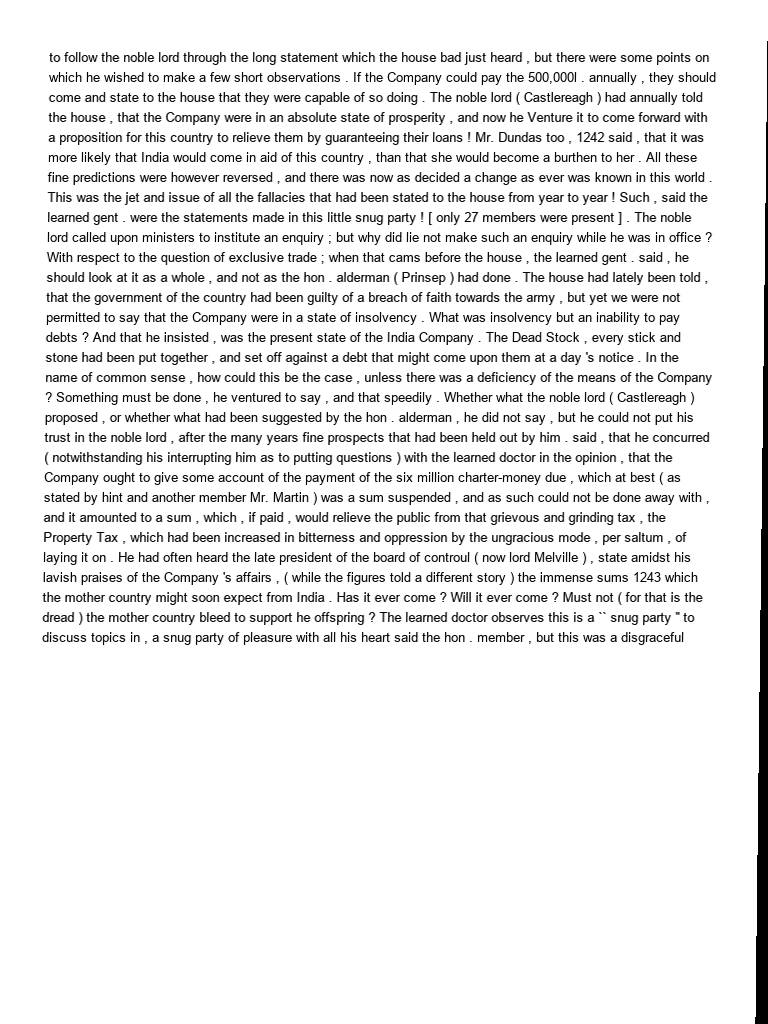 to follow the noble lord through the long statement which the house bad just heard , but there were some points on
which he wished to make a few short observations . If the Company could pay the 500,000l . annually , they should
come and state to the house that they were capable of so doing . The noble lord ( Castlereagh ) had annually told
the house , that the Company were in an absolute state of prosperity , and now he Venture it to come forward with
a proposition for this country to relieve them by guaranteeing their loans ! Mr. Dundas too , 1242 said , that it was
more likely that India would come in aid of this country , than that she would become a burthen to her . All these
fine predictions were however reversed , and there was now as decided a change as ever was known in this world .
This was the jet and issue of all the fallacies that had been stated to the house from year to year ! Such , said the
learned gent . were the statements made in this little snug party ! [ only 27 members were present ] . The noble
lord called upon ministers to institute an enquiry ; but why did lie not make such an enquiry while he was in office ?
With respect to the question of exclusive trade ; when that cams before the house , the learned gent . said , he
should look at it as a whole , and not as the hon . alderman ( Prinsep ) had done . The house had lately been told ,
that the government of the country had been guilty of a breach of faith towards the army , but yet we were not
permitted to say that the Company were in a state of insolvency . What was insolvency but an inability to pay
debts ? And that he insisted , was the present state of the India Company . The Dead Stock , every stick and
stone had been put together , and set off against a debt that might come upon them at a day 's notice . In the
name of common sense , how could this be the case , unless there was a deficiency of the means of the Company
? Something must be done , he ventured to say , and that speedily . Whether what the noble lord ( Castlereagh )
proposed , or whether what had been suggested by the hon . alderman , he did not say , but he could not put his
trust in the noble lord , after the many years fine prospects that had been held out by him . said , that he concurred
( notwithstanding his interrupting him as to putting questions ) with the learned doctor in the opinion , that the
Company ought to give some account of the payment of the six million charter-money due , which at best ( as
stated by hint and another member Mr. Martin ) was a sum suspended , and as such could not be done away with ,
and it amounted to a sum , which , if paid , would relieve the public from that grievous and grinding tax , the
Property Tax , which had been increased in bitterness and oppression by the ungracious mode , per saltum , of
laying it on . He had often heard the late president of the board of controul ( now lord Melville ) , state amidst his
lavish praises of the Company 's affairs , ( while the figures told a different story ) the immense sums 1243 which
the mother country might soon expect from India . Has it ever come ? Will it ever come ? Must not ( for that is the
dread ) the mother country bleed to support he offspring ? The learned doctor observes this is a `` snug party '' to
discuss topics in , a snug party of pleasure with all his heart said the hon . member , but this was a disgraceful